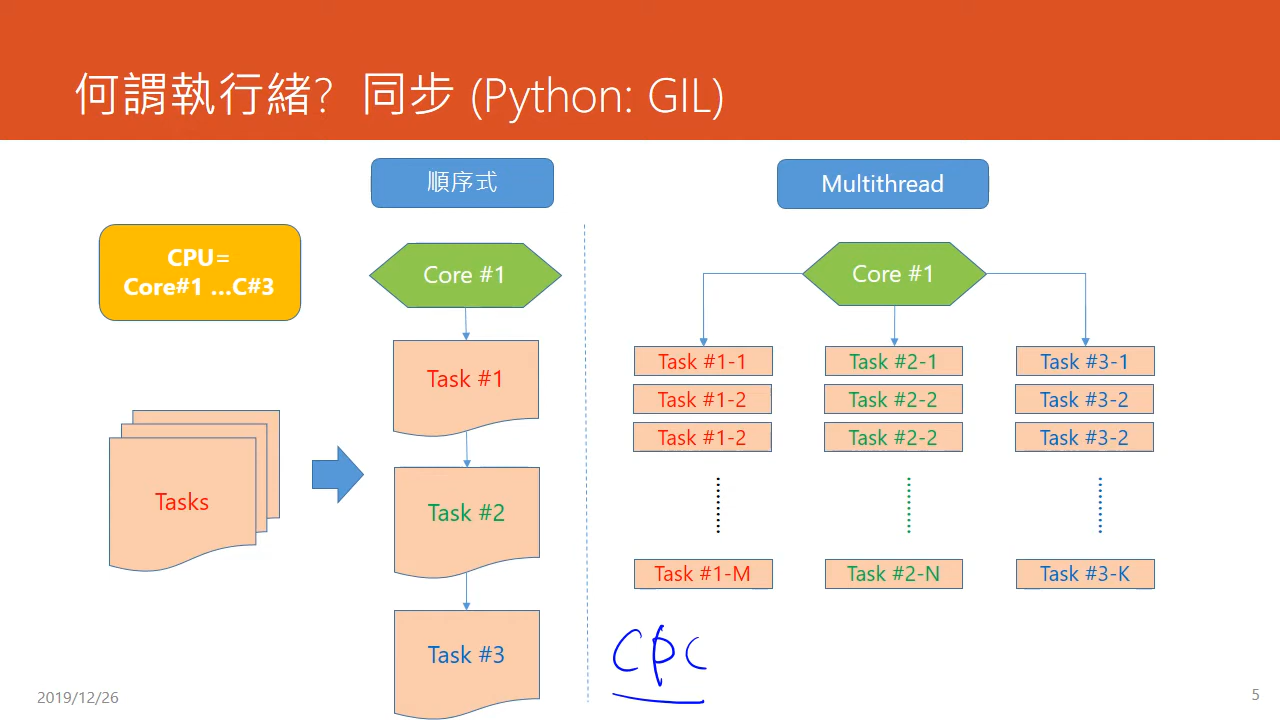 何謂執行緒? 同步 (Python: GIL)
順序式
Multithread
CPU=
Core#1 ...C#3
Core #1
Core #1
Tasks
Task #1
Task #2
Task #3
Task #1-1
Task #2-1
Task #3-1
Task #1-2
Task #2-2
Task #3-2
Task #1-2
Task #2-2
Task #3-2
Task #1-M
Task #2-N
Task #3-K
CPC
2019/12/26
5